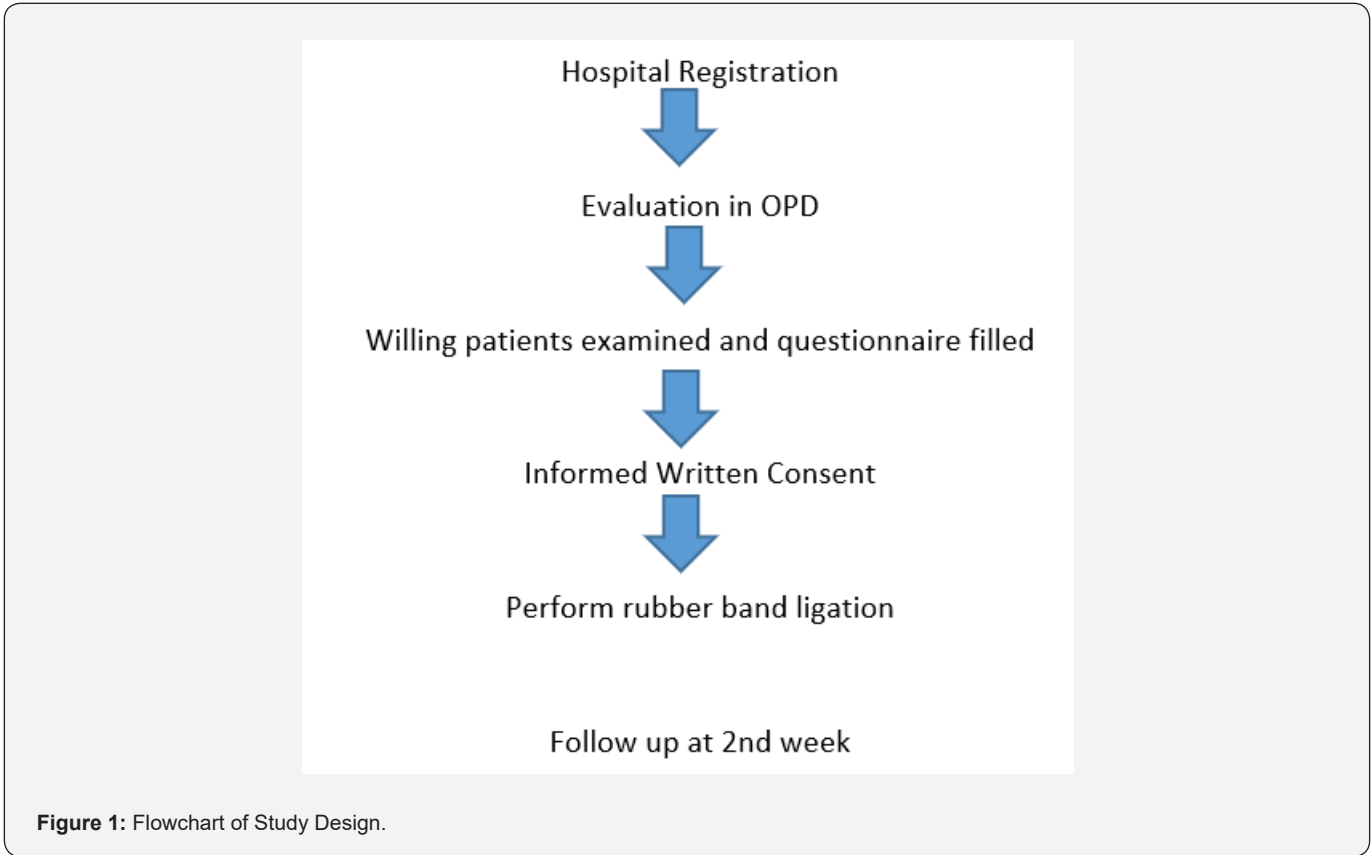 Hospital Registration
Evaluation in OPD
Willing patients examined and questionnaire filled
Informed Written Consent
Perform rubber band ligation
Follow up at 2nd week
Figure 1: Flowchart of Study Design.